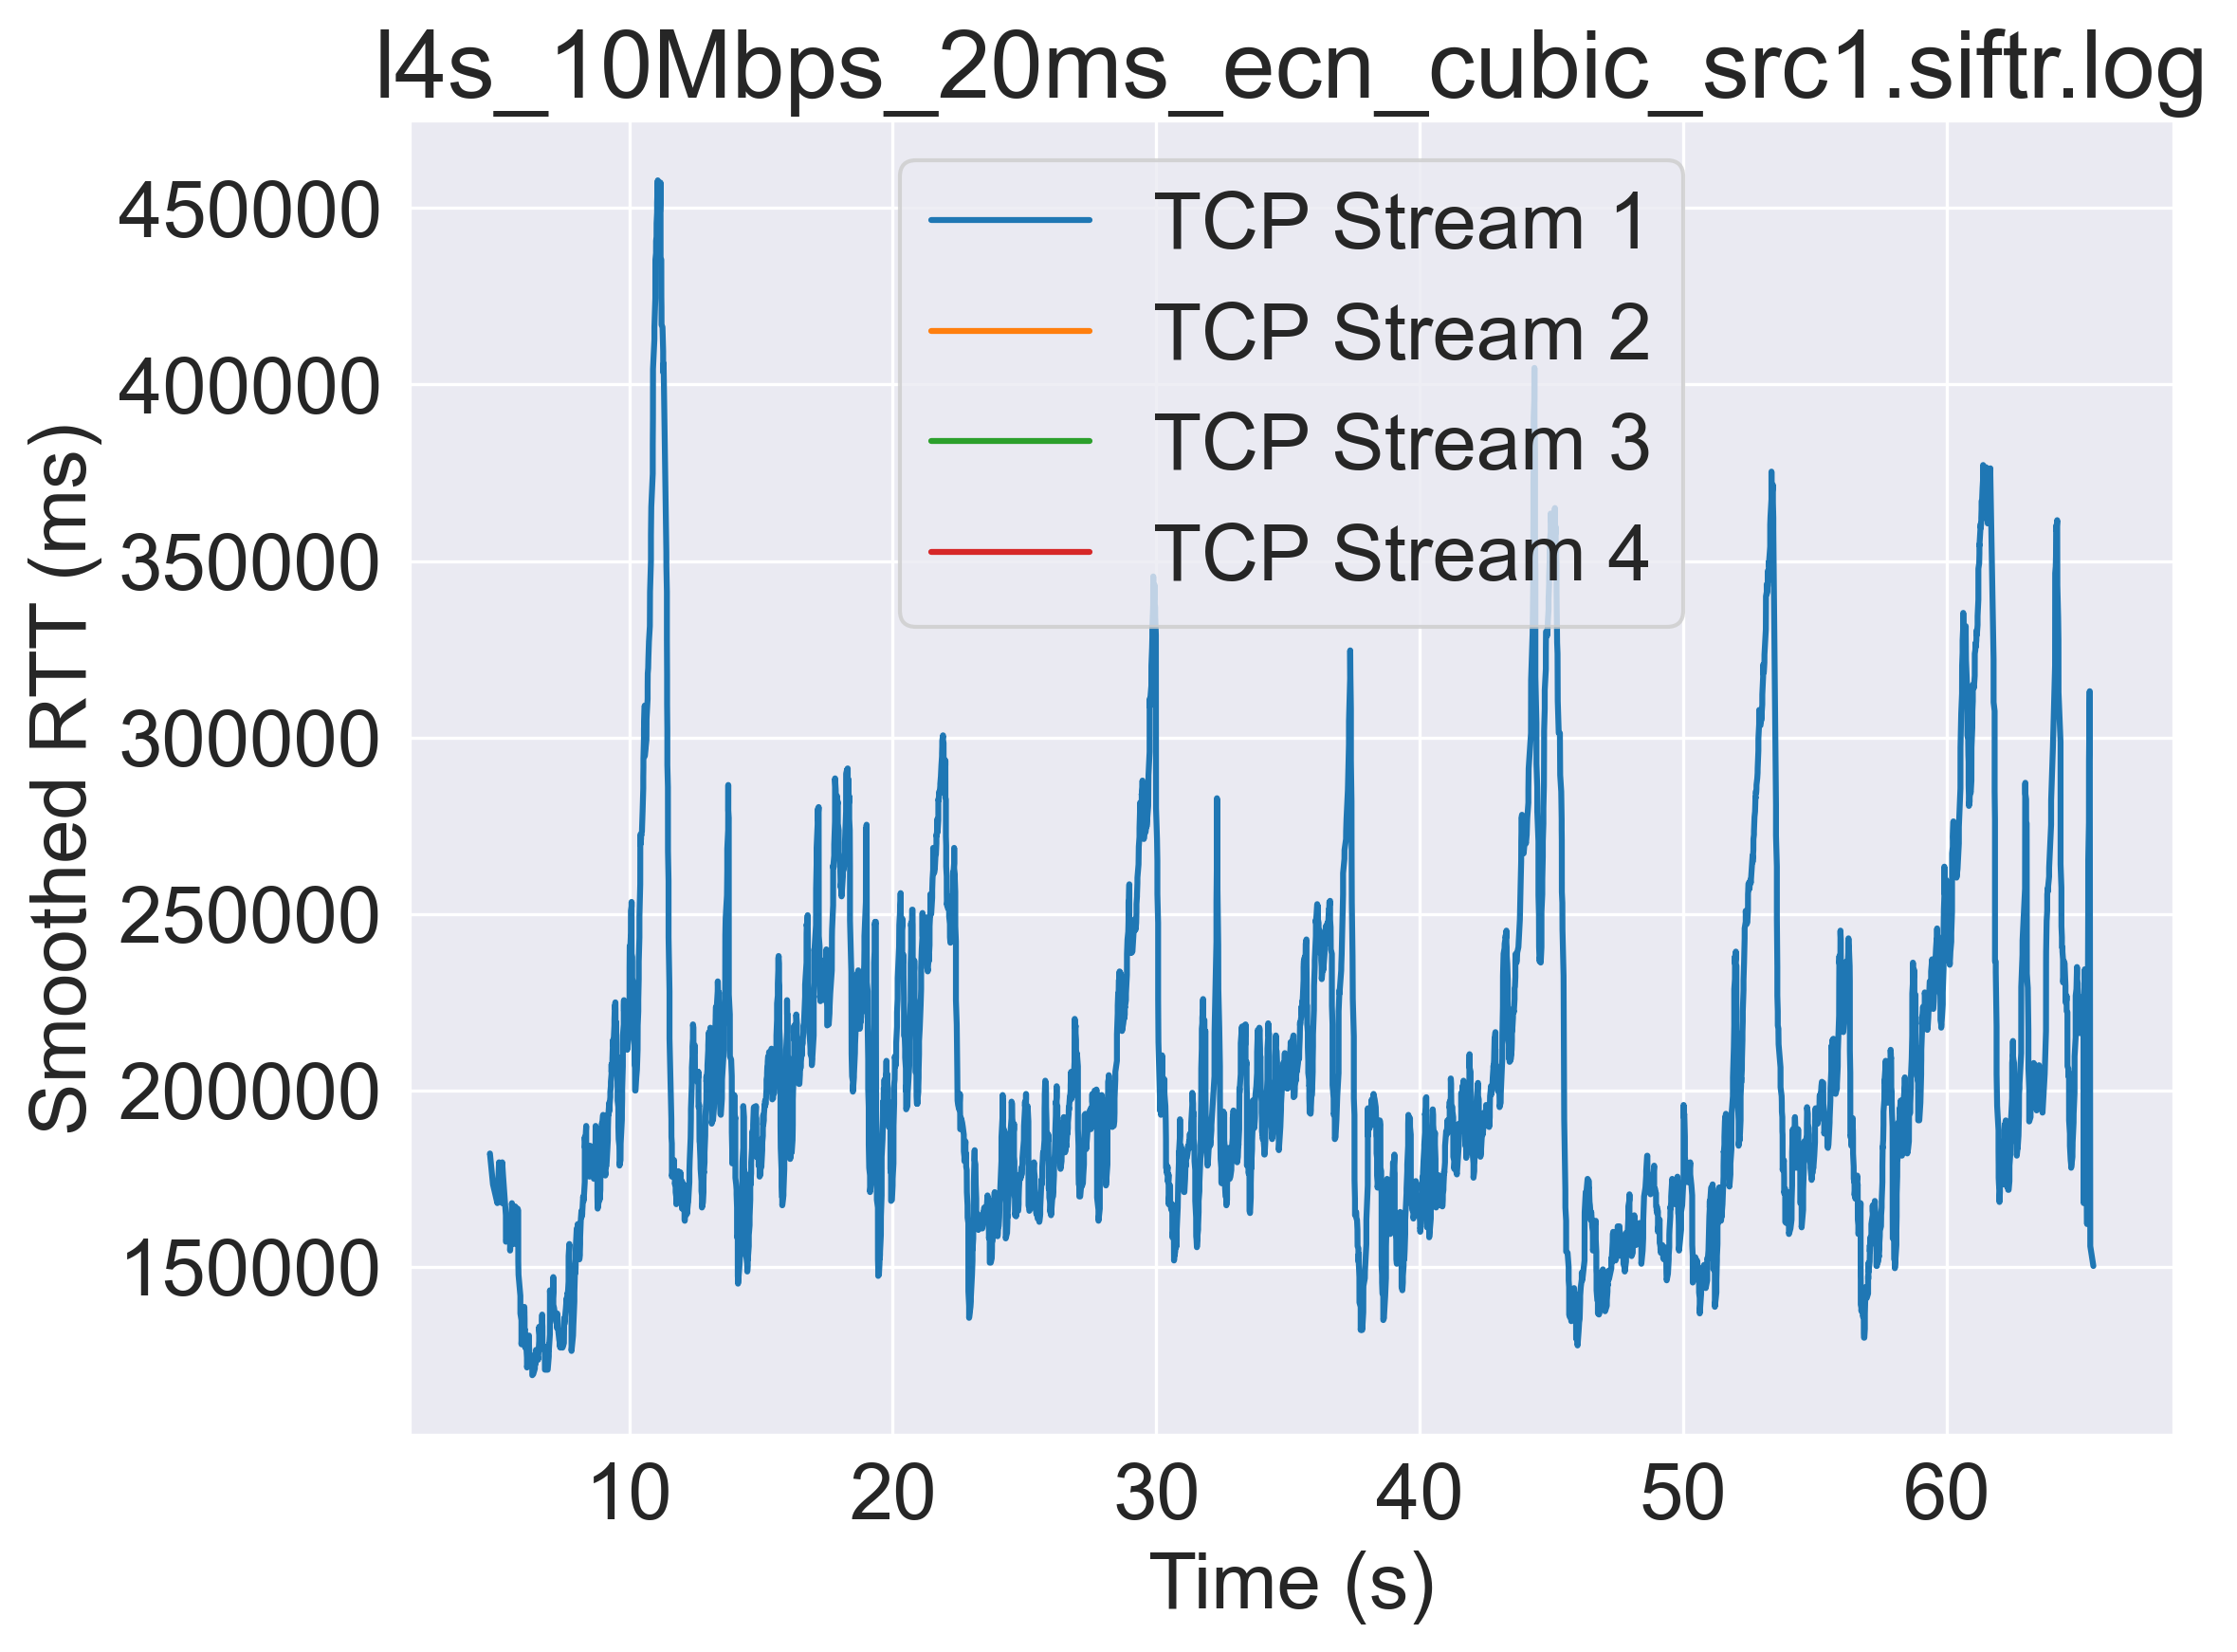 l4s_10Mbps_20ms_ecn_cubic_src1.siftr.log
TCP Stream 1
TCP Stream 2
TCP Stream 3
TCP Stream 4
Smoothed RTT (ms)
450000
400000
350000
300000
250000
200000
150000
10 20 30 40 50 60
Time (s)